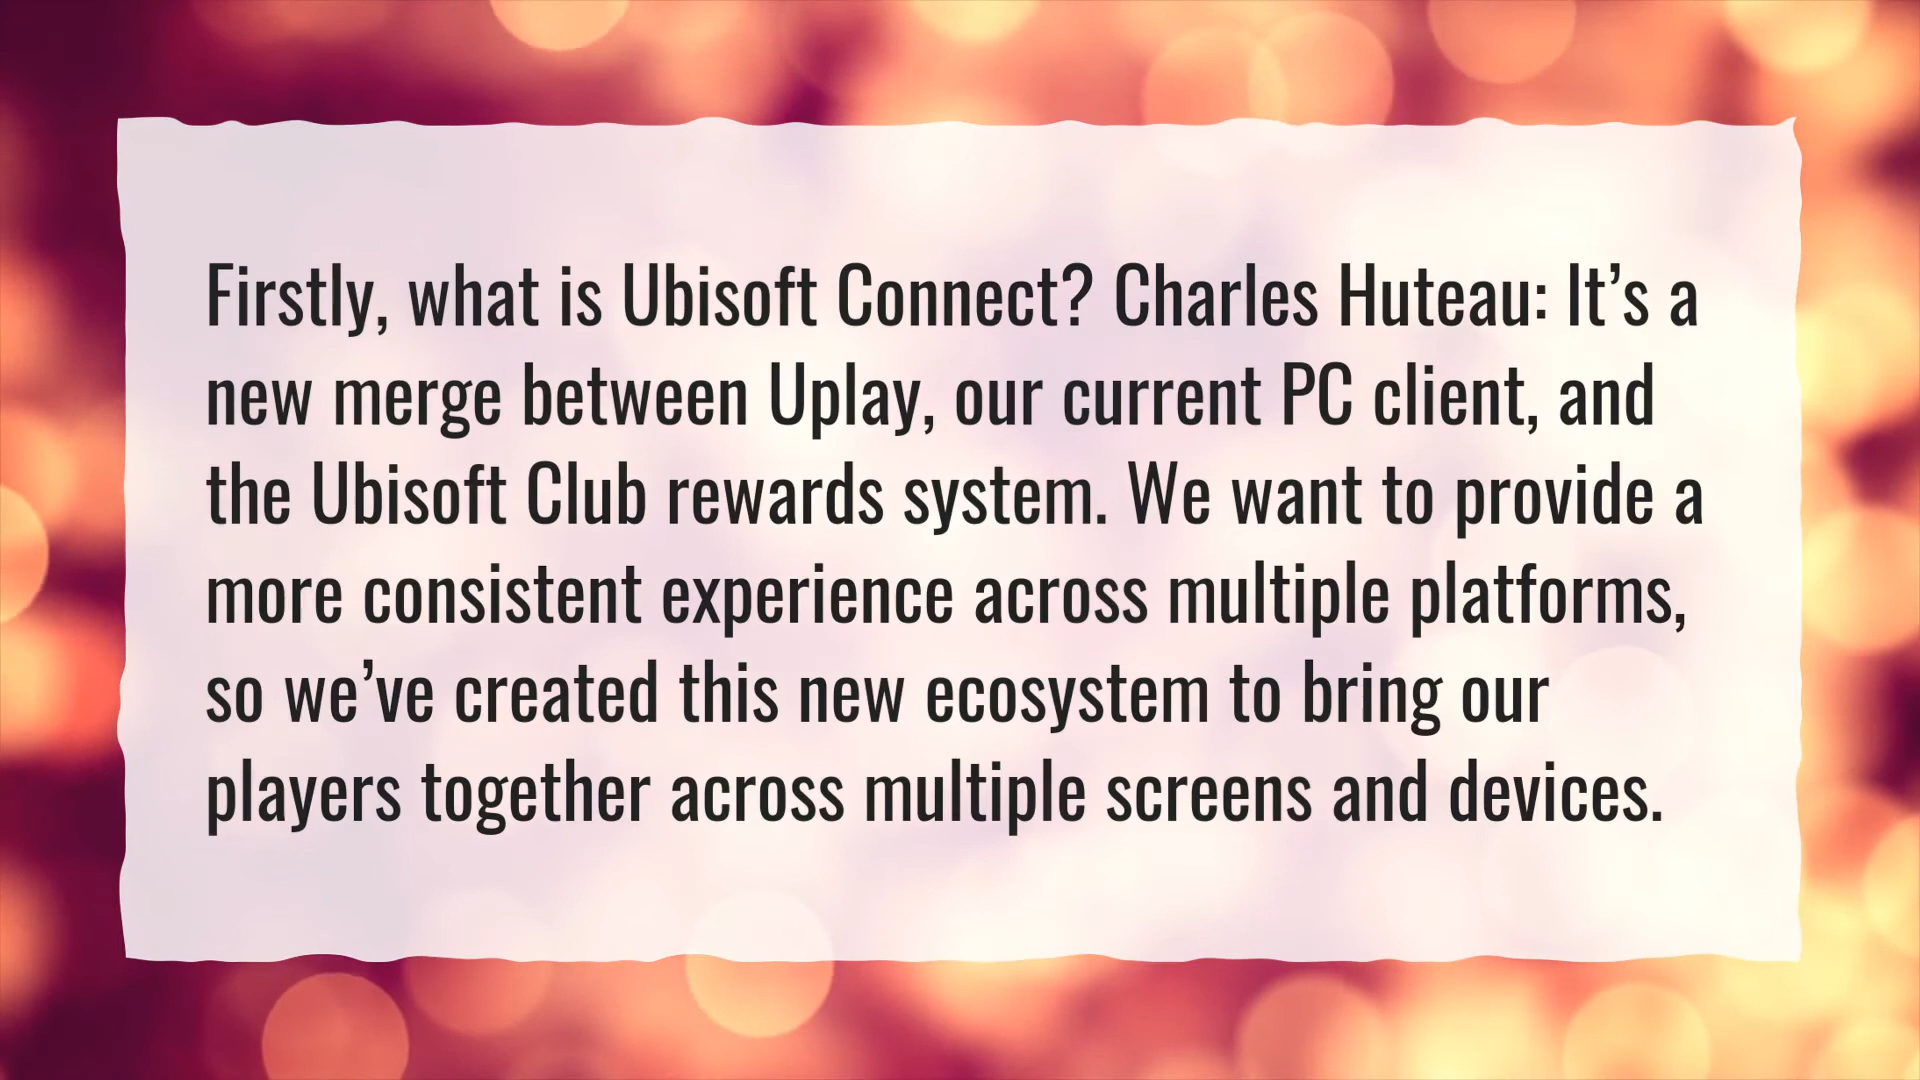 Firstly, what is Ubisoft Connect? Charles Huteau: It’s a
new merge between Uplay, our current PC client, and
the Ubisoft Club rewards system. We want to provide a
more consistent experience across multiple platforms,
so we’ve created this new ecosystem to bring our
players together across multiple screens and devices.